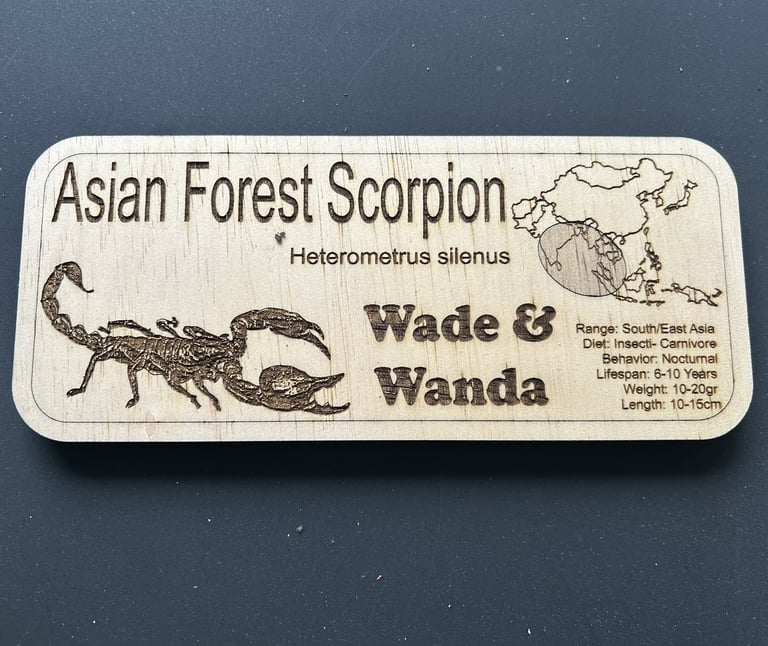 Asian Forest Scorpion
Heterometrus silenus
Wade &
Wanda
Range: South/East Asia
Diet: Insecti- Carnivore
Behavior: Nocturnal
Lifespan: 6-10 Years
Weight: 10-20gr
Length: 10-15cm